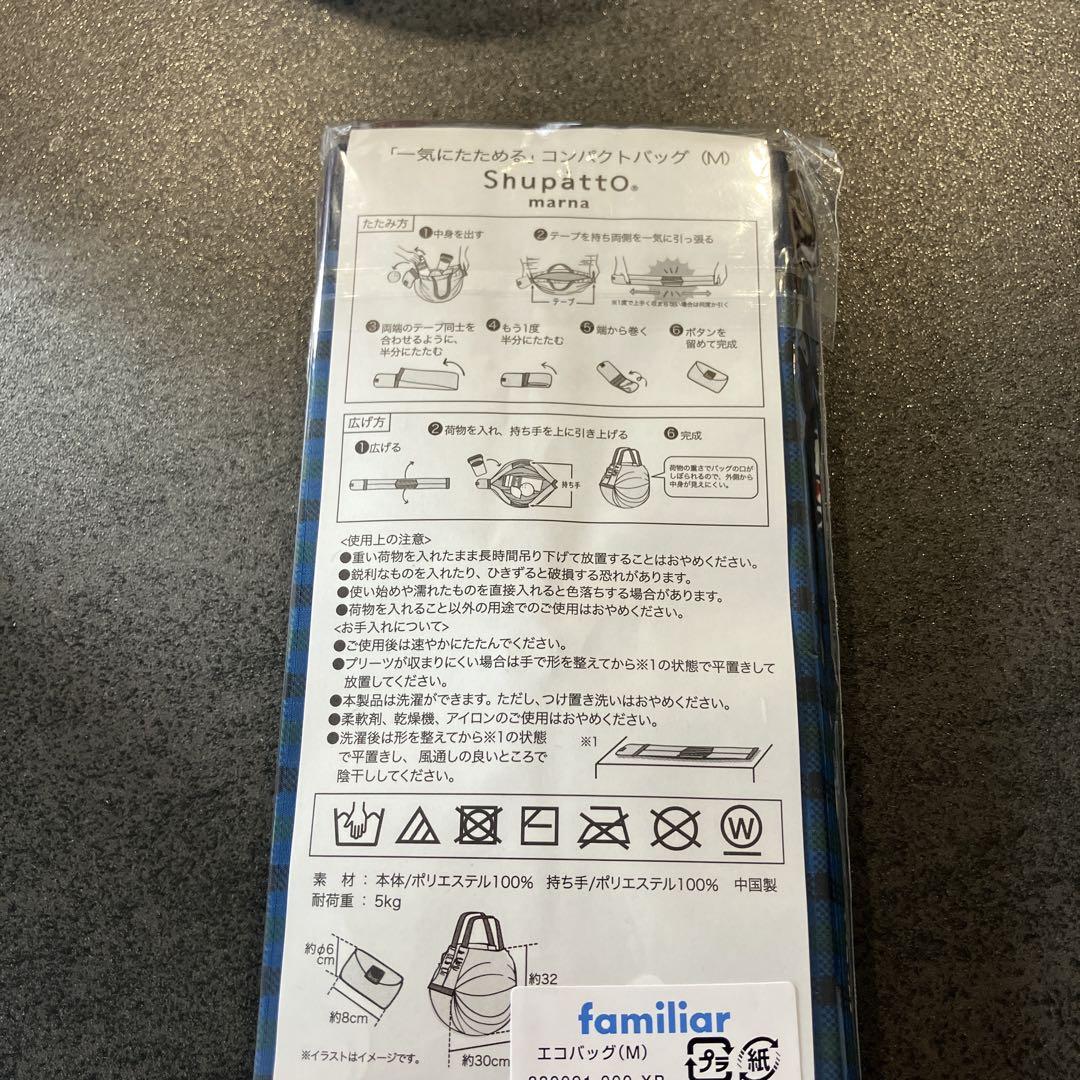 「一気にたためる」コンパクトバッグ（M）
Shupatto®
marna
たたみ方
❶中身を出す
❷テープを持ち両側を一気に引っ張る
テープ
※1度で上手く収まらない場合は何度か引く
❸両端のテープ同士を
合わせるように、
半分にたたむ
❹もう1度
半分にたたむ
❺端から巻く
❻ボタンを
留めて完成
広げ方
❶広げる
❷荷物を入れ、持ち手を上に引き上げる
持ち手
❻完成
荷物の重さでバッグの口が
しぼられるので、外側から
中身が見えにくい。
<使用上の注意>
●重い荷物を入れたまま長時間吊り下げて放置することはおやめください。
●鋭利なものを入れたり、ひきずると破損する恐れがあります。
●使い始めや濡れたものを直接入れると色落ちする場合があります。
●荷物を入れること以外の用途でのご使用はおやめください。
<お手入れについて>
●ご使用後は速やかにたたんでください。
●プリーツが収まりにくい場合は手で形を整えてから※1の状態で平置きして
放置してください。
●本製品は洗濯ができます。ただし、つけ置き洗いはおやめください。
●柔軟剤、乾燥機、アイロンのご使用はおやめください。
●洗濯後は形を整えてから※1の状態
で平置きし、風通しの良いところで
陰干ししてください。
※1
W
素 材：本体/ポリエステル100% 持ち手/ポリエステル100% 中国製
耐荷重：5kg
約φ6
cm
約8cm
約32
約30cm
※イラストはイメージです。
familiar
エコバッグ(M)
プラ
紙